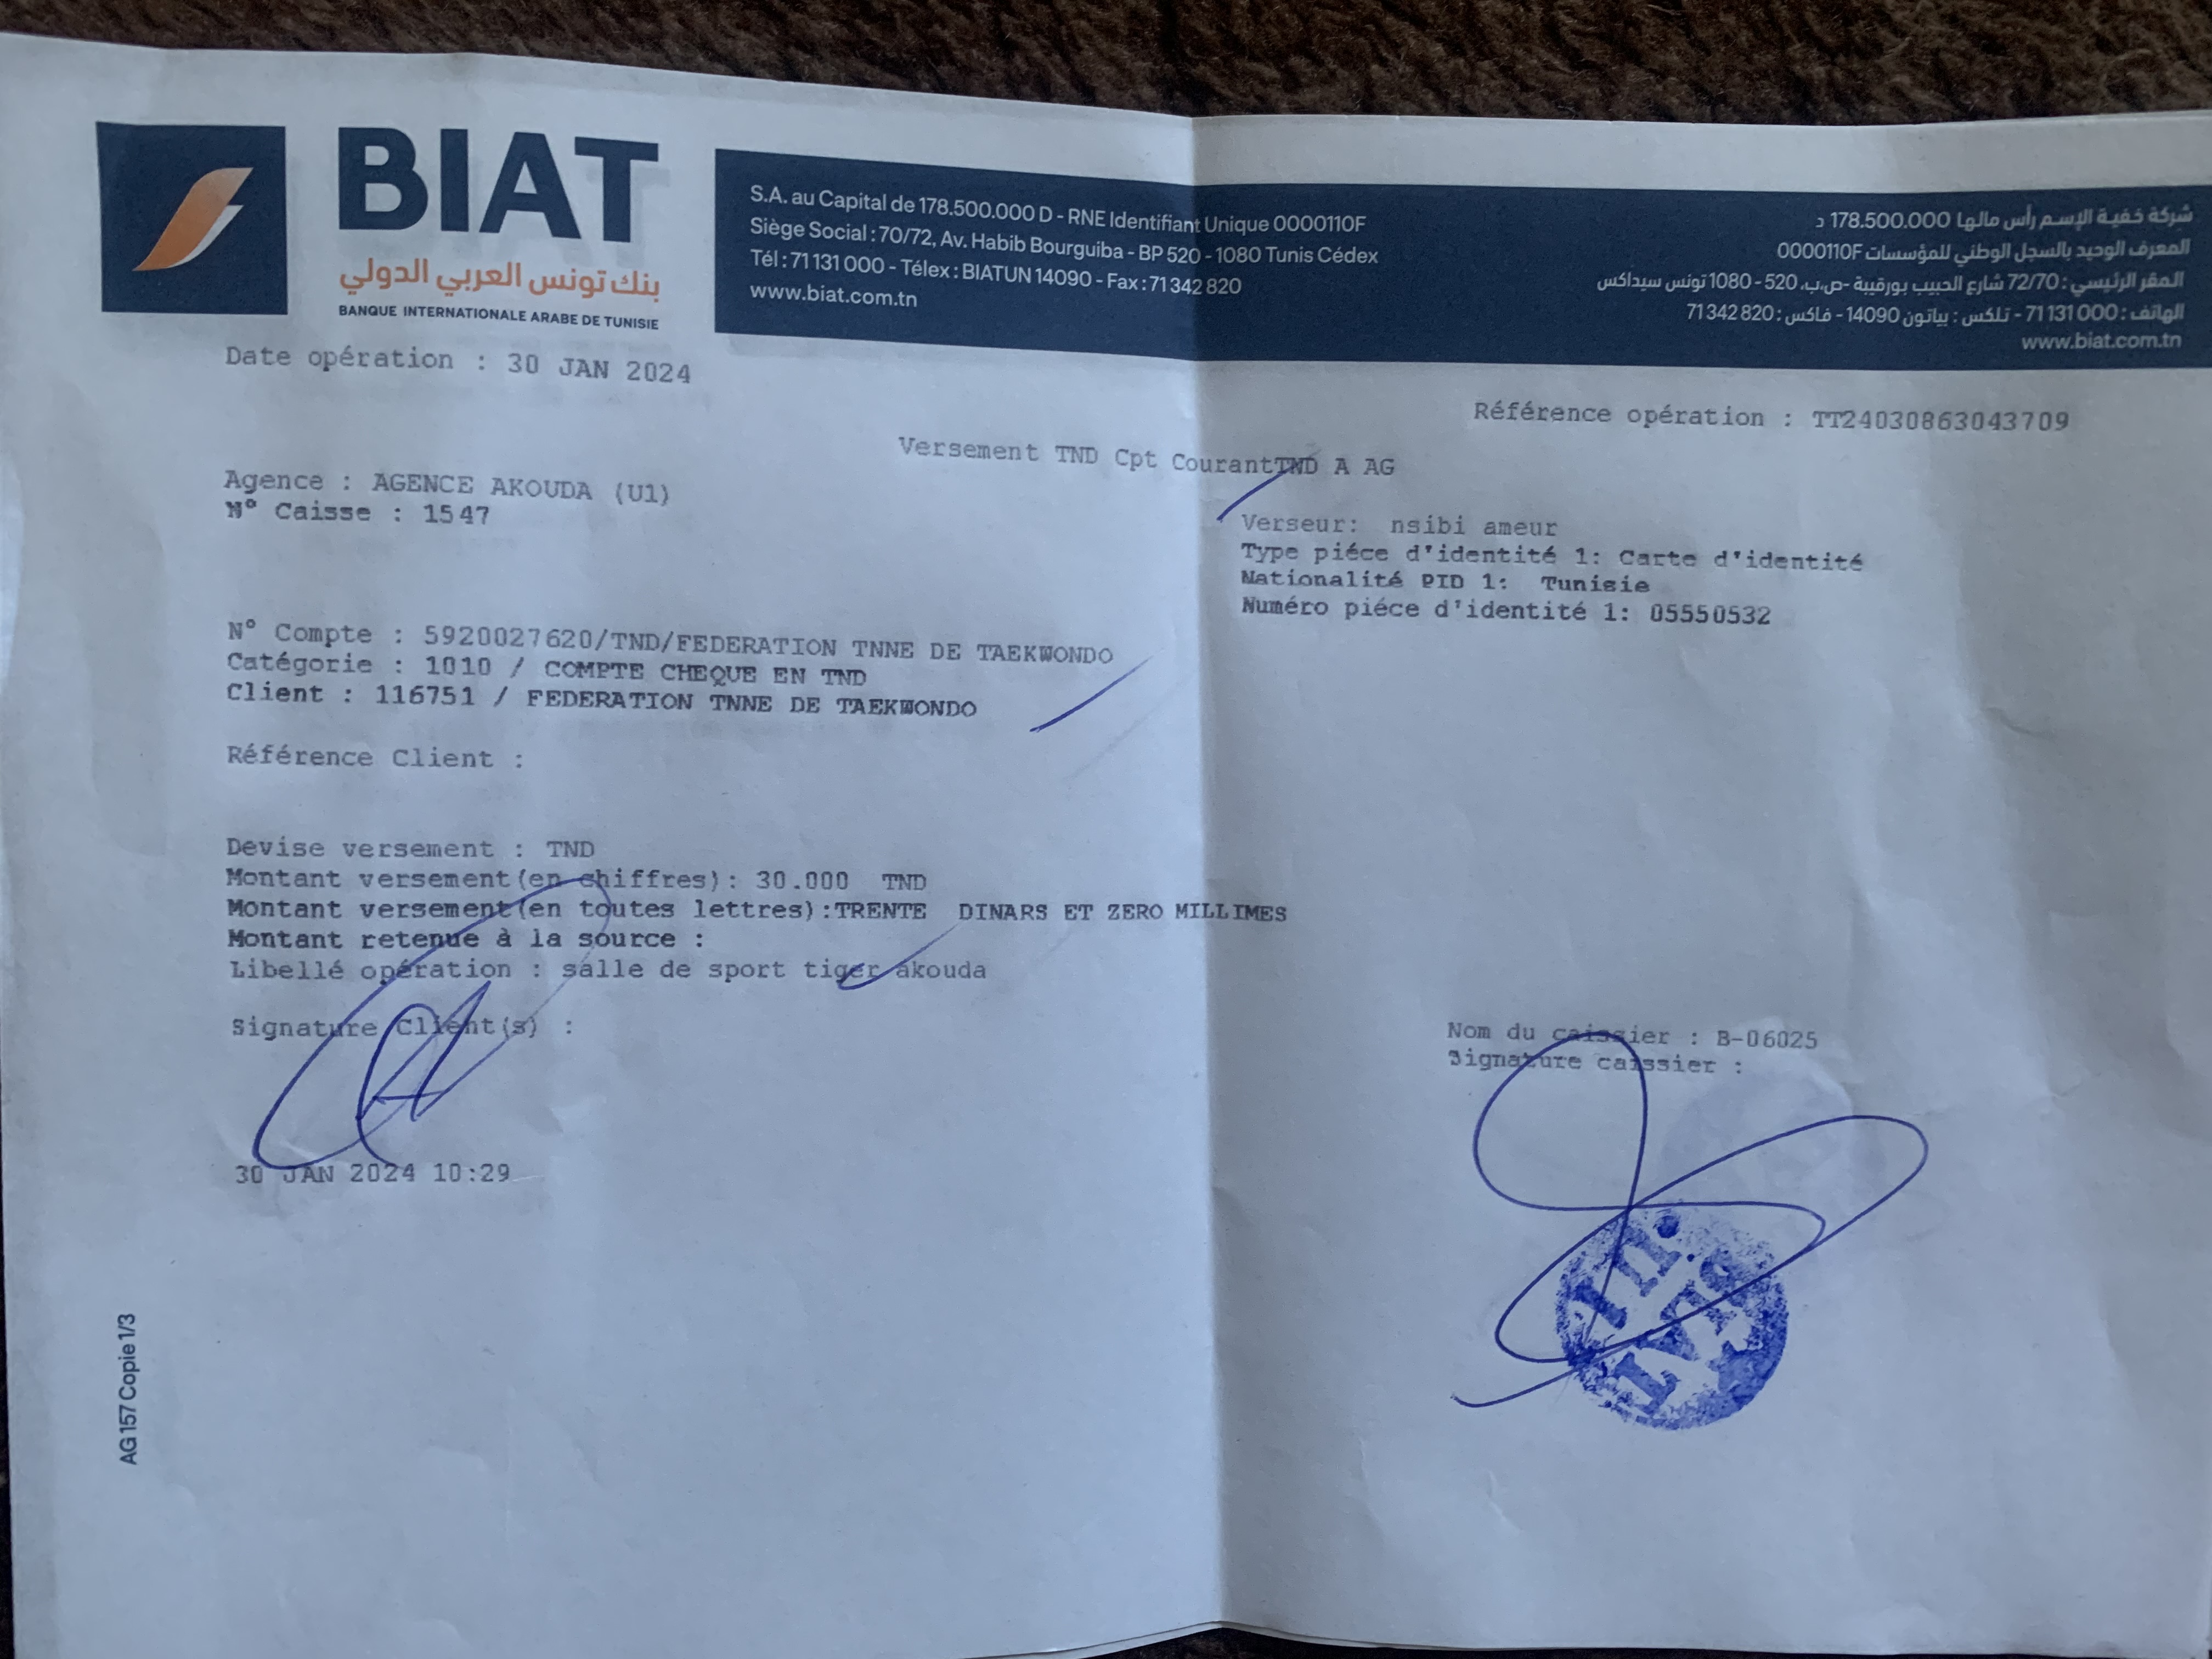 BIAT
بنك تونس العربي الدولي
BANQUE INTERNATIONALE ARABE DE TUNISIE
S.A. au Capital de 178.500.000 D - RNE Identifiant Unique 0000110F
Siège Social : 70/72, Av. Habib Bourguiba - BP 520 - 1080 Tunis Cédex
Tél : 71 131 000 - Télex : BIATUN 14090 - Fax : 71 342 820
www.biat.com.tn
شركة خفية الإسم رأس مالها 178.500.000 د
المعرف الوحيد بالسجل الوطني للمؤسسات 0000110F
المقر الرئيسي : 72/70 شارع الحبيب بورقيبة -ص.ب. 520 - 1080 تونس سيداكس
الهاتف : 71 131 000 - تلكس : بياتون 14090 - فاكس : 71 342 820
www.biat.com.tn
Date opération : 30 JAN 2024
Référence opération : TT24030863043709
Versement TND Cpt CourantTND A AG
Agence : AGENCE AKOUDA (U1)
N° Caisse : 1547
Verseur: nsibi ameur
Type piéce d'identité 1: Carte d'identité
Nationalité PID 1: Tunisie
Numéro piéce d'identité 1: 05550532
N° Compte : 5920027620/TND/FEDERATION TNNE DE TAEKWONDO
Catégorie : 1010 / COMPTE CHEQUE EN TND
Client : 116751 / FEDERATION TNNE DE TAEKWONDO
Référence Client :
Devise versement : TND
Montant versement(en chiffres): 30.000 TND
Montant versement(en toutes lettres):TRENTE DINARS ET ZERO MILLIMES
Montant retenue à la source :
Libellé opération : salle de sport tiger akouda
Signature Client(s) :
Nom du caissier : B-06025
Signature caissier :
30 JAN 2024 10:29
BIAT
AG 157 Copie 1/3